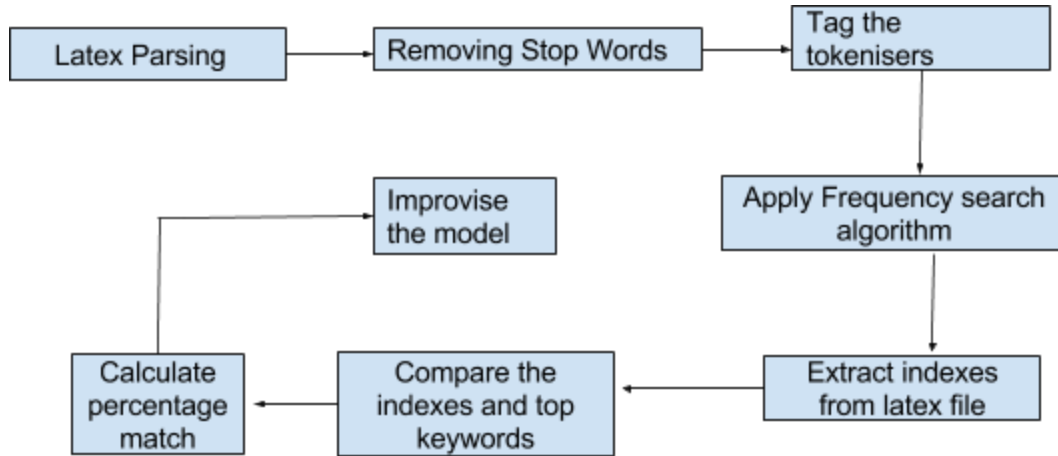 Latex Parsing
Removing Stop Words
Tag the
tokenisers
Apply Frequency search
algorithm
Extract indexes
from latex file
Compare the
indexes and top
keywords
Calculate
percentage
match
Improvise
the model